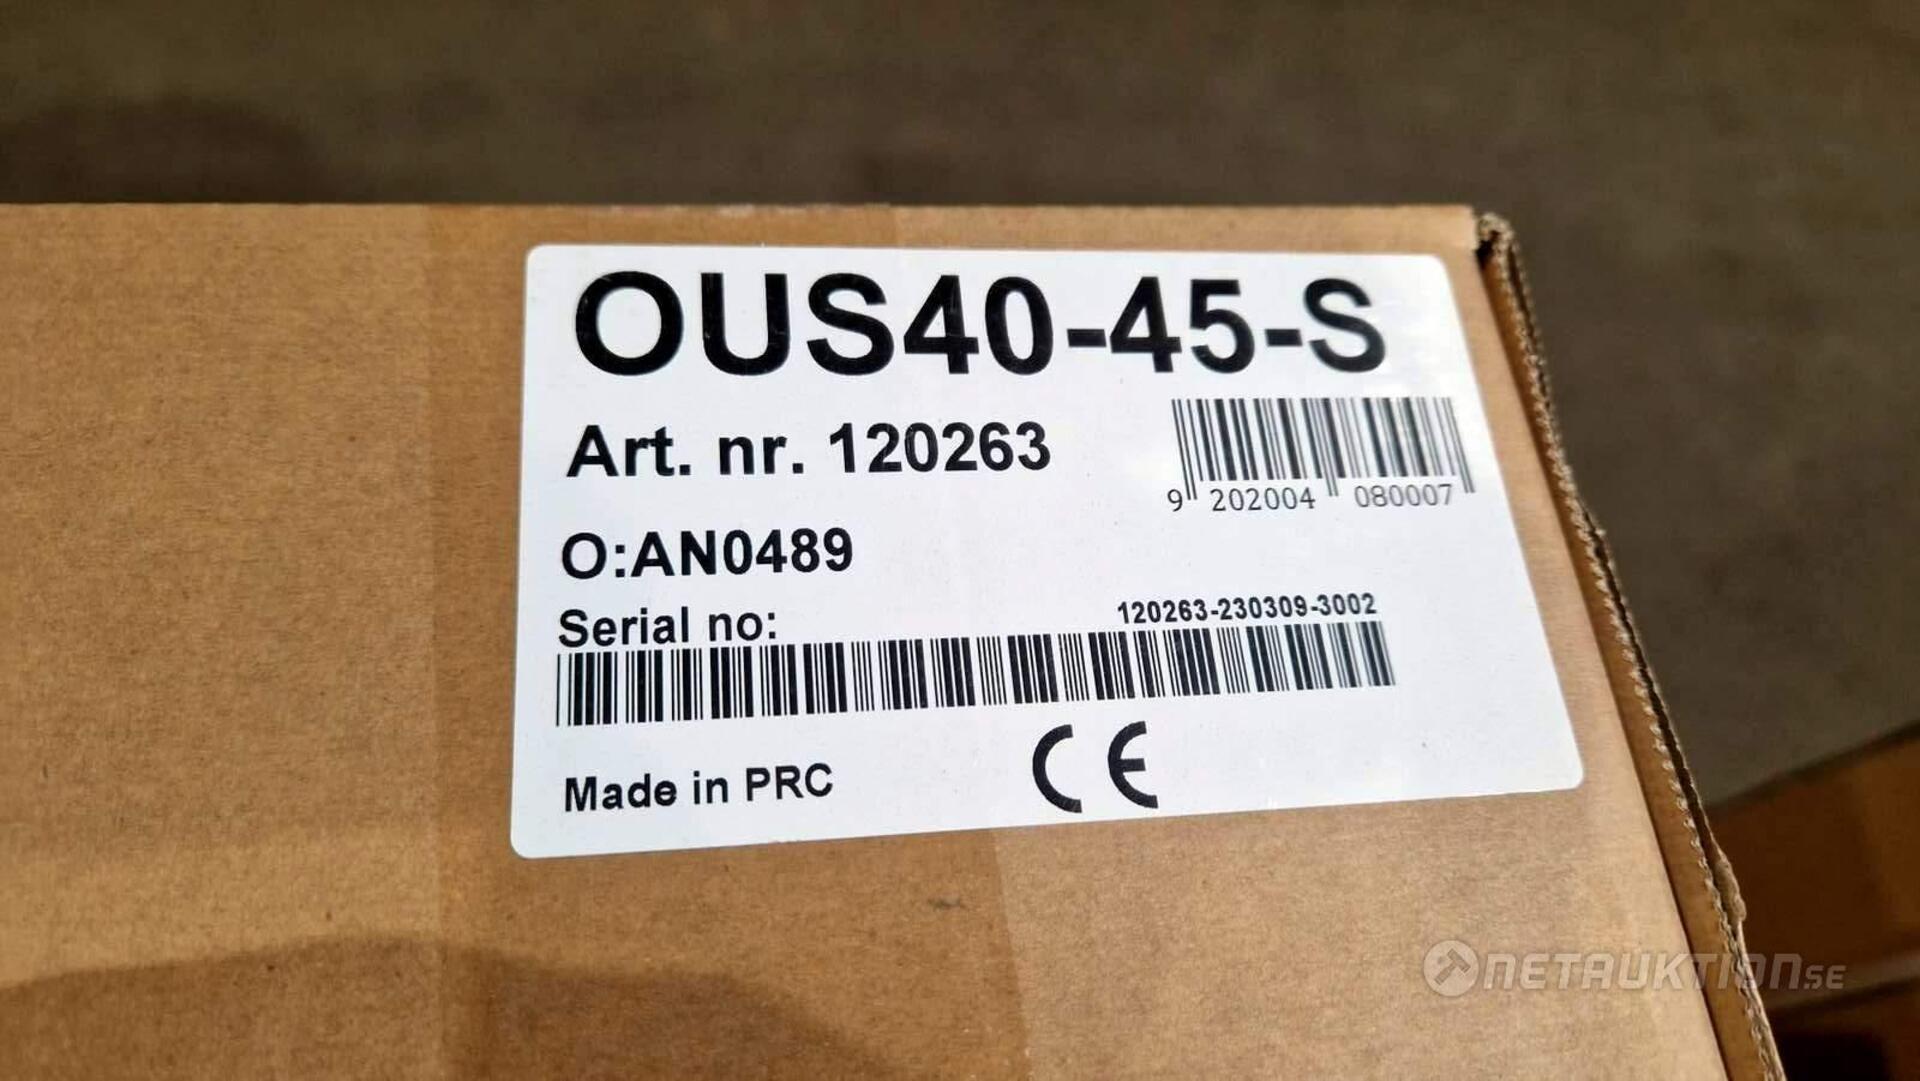 OUS40-45-S
Art. nr. 120263
9 202004 080007
O:AN0489
Serial no:
120263-230309-3002
Made in PRC
CE
NETAUKTION.SE